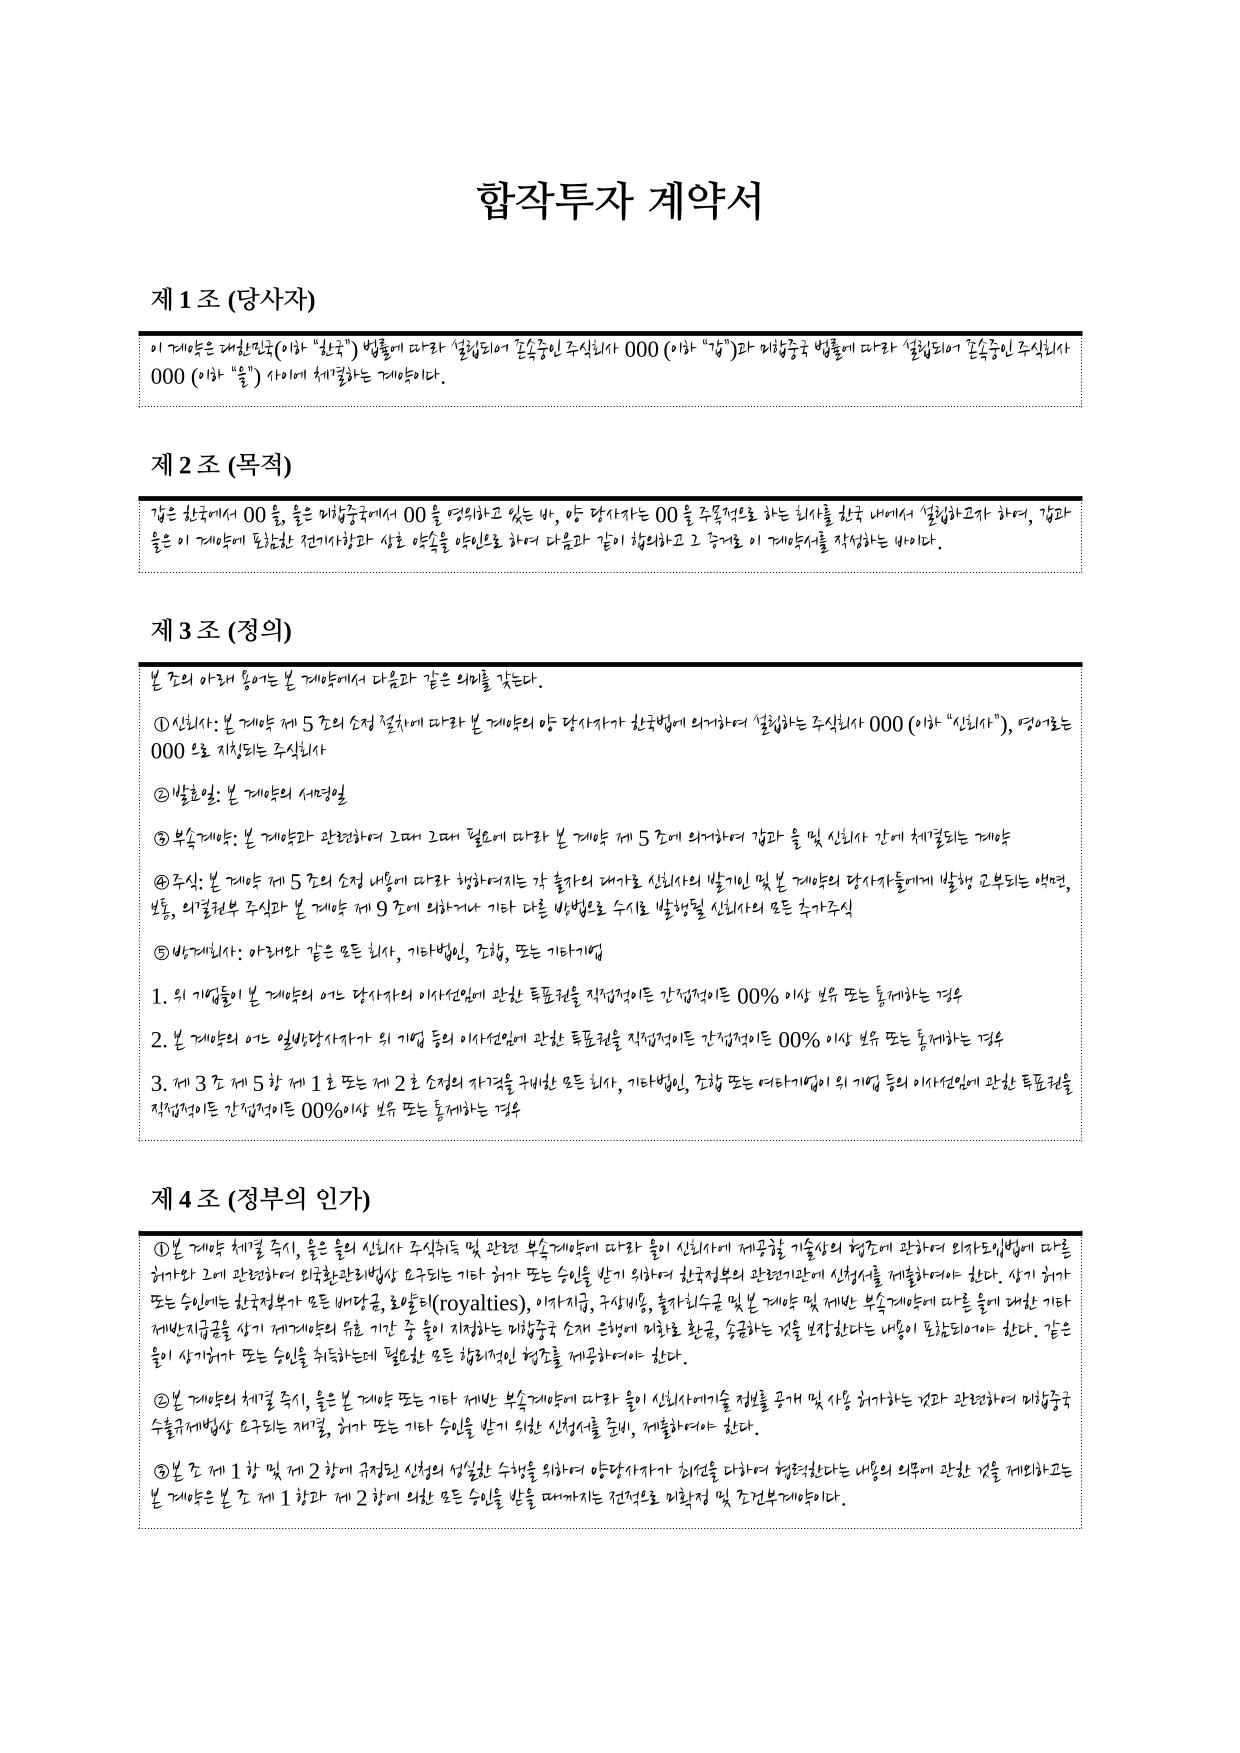 합작투자 계약서
제 1 조 (당사자)
이 계약은 대한민국(이하 “한국”) 법률에 따라 설립되어 존속중인 주식회사 000 (이하 “갑”)과 미합중국 법률에 따라 설립되어 존속중인 주식회사
000 (이하 “을”) 사이에 체결하는 계약이다.
제 2 조 (목적)
갑은 한국에서 00 을, 을은 미합중국에서 00 을 영위하고 있는 바, 양 당사자는 00 을 주목적으로 하는 회사를 한국 내에서 설립하고자 하여, 갑과
을은 이 계약에 포함한 전기사항과 상호 약속을 약인으로 하여 다음과 같이 합의하고 그 증거로 이 계약서를 작성하는 바이다.
제 3 조 (정의)
본 조의 아래 용어는 본 계약에서 다음과 같은 의미를 갖는다.
①신회사: 본 계약 제 5 조의 소정 절차에 따라 본 계약의 양 당사자가 한국법에 의거하여 설립하는 주식회사 000 (이하 “신회사”), 영어로는
000 으로 지칭되는 주식회사
②발효일: 본 계약의 서명일
③부속계약: 본 계약과 관련하여 그때 그때 필요에 따라 본 계약 제 5 조에 의거하여 갑과 을 및 신회사 간에 체결되는 계약
④주식: 본 계약 제 5 조의 소정 내용에 따라 행하여지는 각 출자의 대가로 신회사의 발기인 및 본 계약의 당사자들에게 발행 교부되는 액면,
보통, 의결권부 주식과 본 계약 제 9 조에 의하거나 기타 다른 방법으로 수시로 발행될 신회사의 모든 추가주식
⑤방계회사: 아래와 같은 모든 회사, 기타법인, 조합, 또는 기타기업
1. 위 기업들이 본 계약의 어느 당사자의 이사선임에 관한 투표권을 직접적이든 간접적이든 00% 이상 보유 또는 통제하는 경우
2. 본 계약의 어느 일방당사자가 위 기업 등의 이사선임에 관한 투표권을 직접적이든 간접적이든 00% 이상 보유 또는 통제하는 경우
3. 제 3 조 제 5 항 제 1 호 또는 제 2 호 소정의 자격을 구비한 모든 회사, 기타법인, 조합 또는 여타기업이 위 기업 등의 이사선임에 관한 투표권을
직접적이든 간접적이든 00%이상 보유 또는 통제하는 경우
제 4 조 (정부의 인가)
①본 계약 체결 즉시, 을은 을의 신회사 주식취득 및 관련 부속계약에 따라 을이 신회사에 제공할 기술상의 협조에 관하여 외자도입법에 따른
허가와 그에 관련하여 외국환관리법상 요구되는 기타 허가 또는 승인을 받기 위하여 한국정부의 관련기관에 신청서를 제출하여야 한다. 상기 허가
또는 승인에는 한국정부가 모든 배당금, 로얄티(royalties), 이자지급, 구상비용, 출자회수금 및 본 계약 및 제반 부속계약에 따른 을에 대한 기타
제반지급금을 상기 제계약의 유효 기간 중 을이 지정하는 미합중국 소재 은행에 미화로 환금, 송금하는 것을 보장한다는 내용이 포함되어야 한다. 갑은
을이 상기허가 또는 승인을 취득하는데 필요한 모든 합리적인 협조를 제공하여야 한다.
②본 계약의 체결 즉시, 을은 본 계약 또는 기타 제반 부속계약에 따라 을이 신회사에기술 정보를 공개 및 사용 허가하는 것과 관련하여 미합중국
수출규제법상 요구되는 재결, 허가 또는 기타 승인을 받기 위한 신청서를 준비, 제출하여야 한다.
③본 조 제 1 항 및 제 2 항에 규정된 신청의 성실한 수행을 위하여 양당사자가 최선을 다하여 협력한다는 내용의 의무에 관한 것을 제외하고는
본 계약은 본 조 제 1 항과 제 2 항에 의한 모든 승인을 받을 때까지는 전적으로 미확정 및 조건부계약이다.